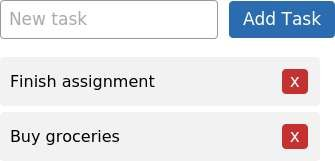 New task
Add Task
Finish assignment
x
Buy groceries
x